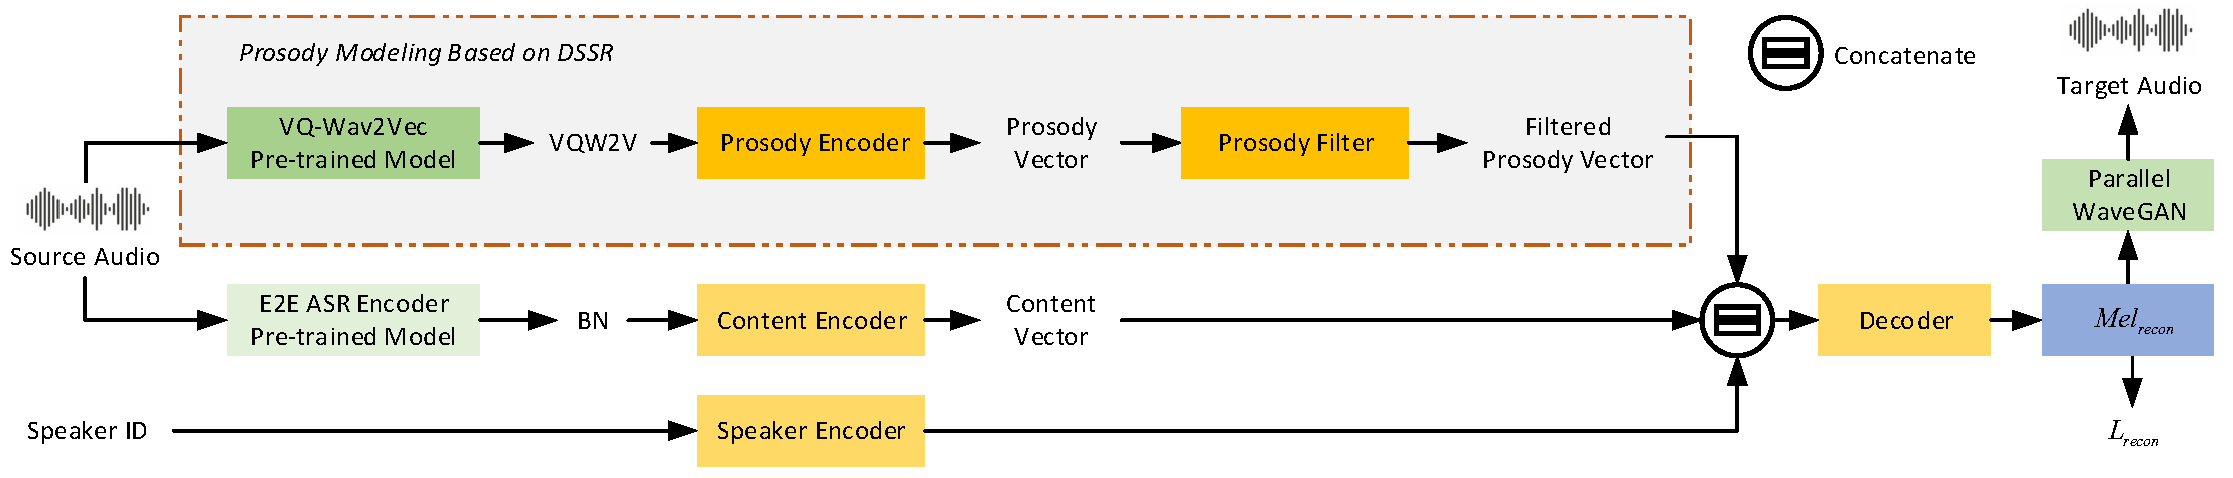 Prosody Modeling Based on DSSR
Concatenate
Target Audio
VQ-Wav2Vec
Pre-trained Model
VQW2V
Prosody Encoder
Prosody
Vector
Prosody Filter
Filtered
Prosody Vector
Parallel
WaveGAN
Source Audio
E2E ASR Encoder
Pre-trained Model
BN
Content Encoder
Content
Vector
Decoder
Mel recon
Speaker ID
Speaker Encoder
L recon